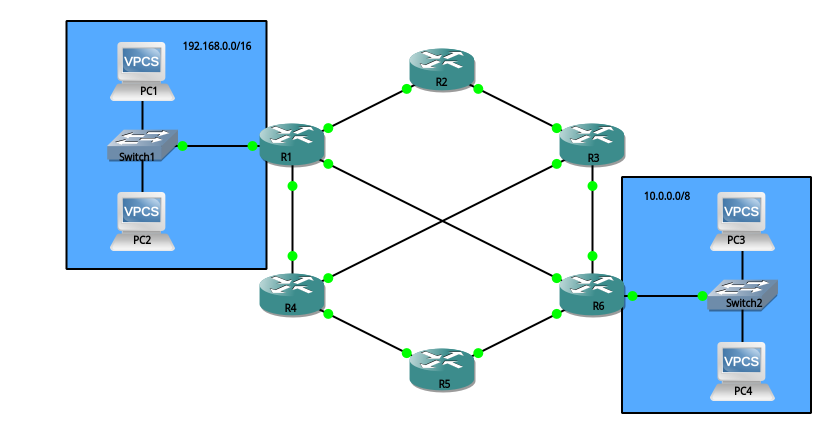 192.168.0.0/16
VPCS
PC1
Switch1
VPCS
PC2
R1
R2
R3
R4
R5
R6
10.0.0.0/8
VPCS
PC3
Switch2
VPCS
PC4